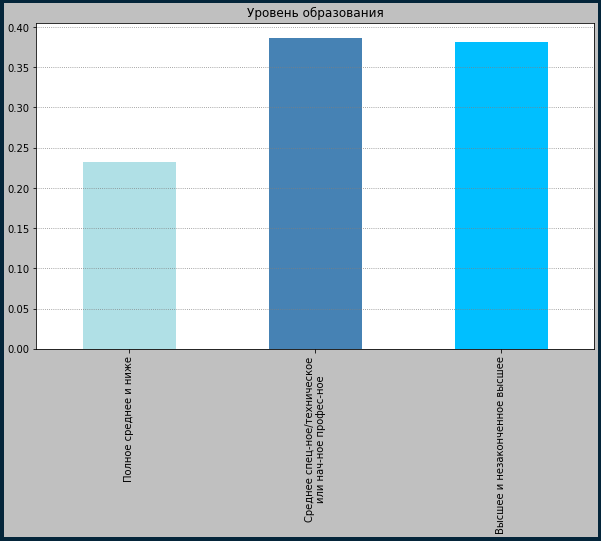 Уровень образования
0.40
0.35
0.30
0.25
0.20
0.15
0.10
0.05
0.00
Полное среднее и ниже
Среднее спец-ное/техническое
или нач-ное профес-ное
Высшее и незаконченное высшее